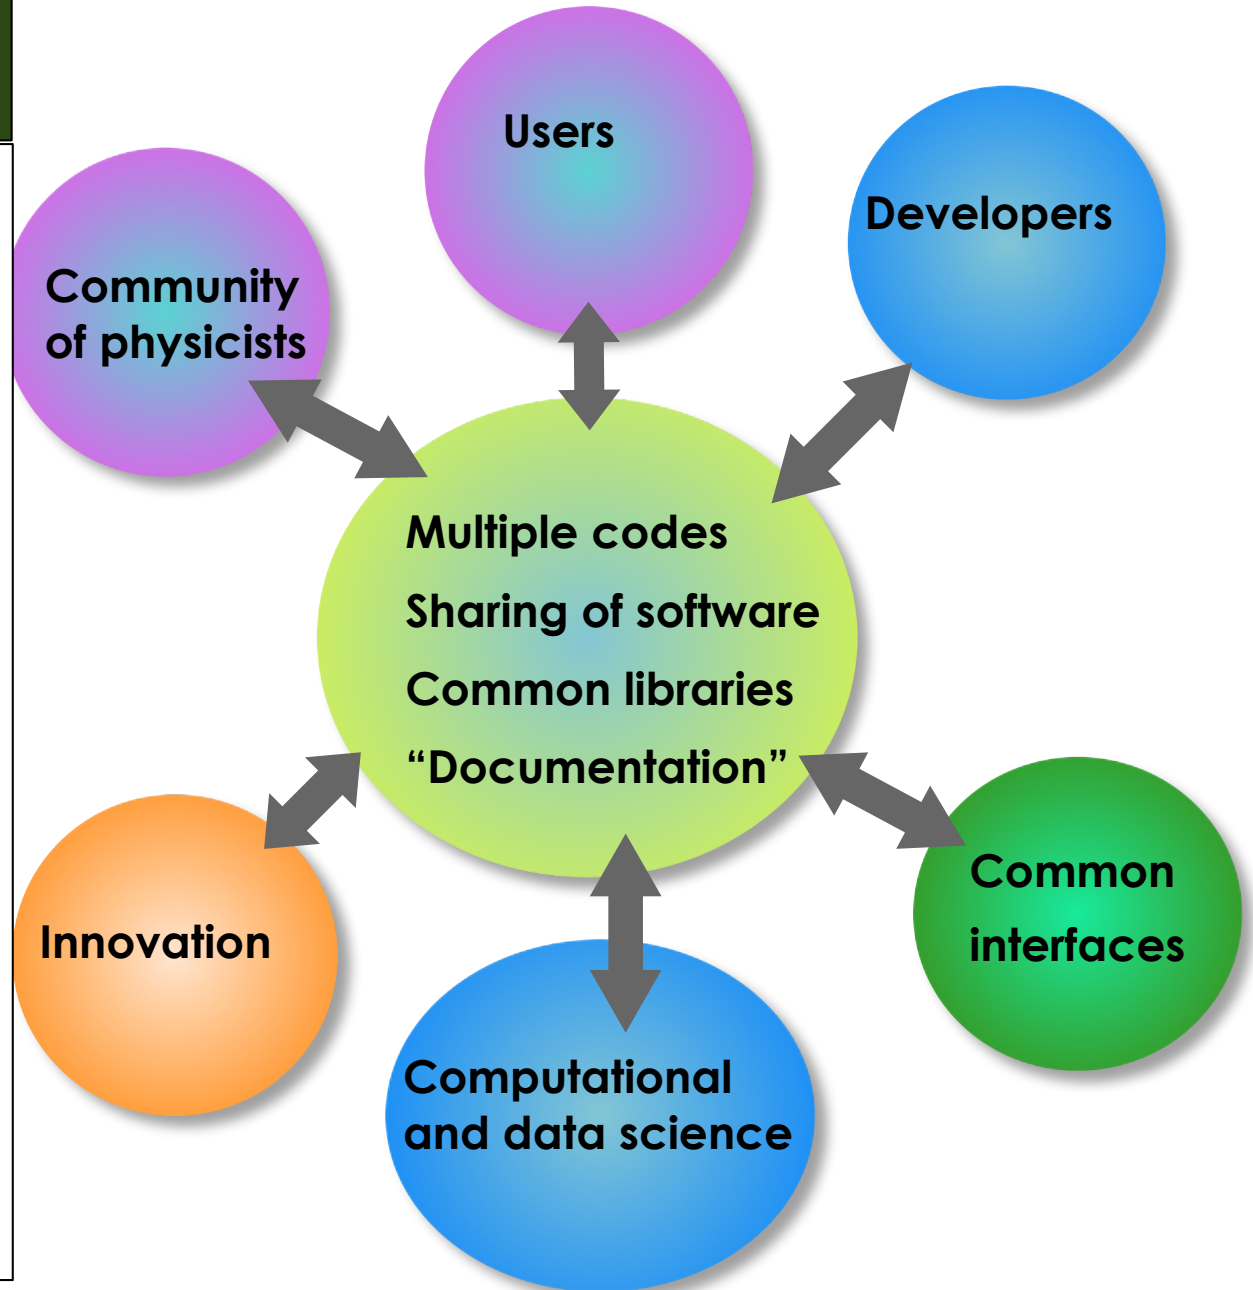 Users
Developers
Community
of physicists
Multiple codes
Sharing of software
Common libraries
“Documentation”
Common
interfaces
Innovation
Computational
and data science